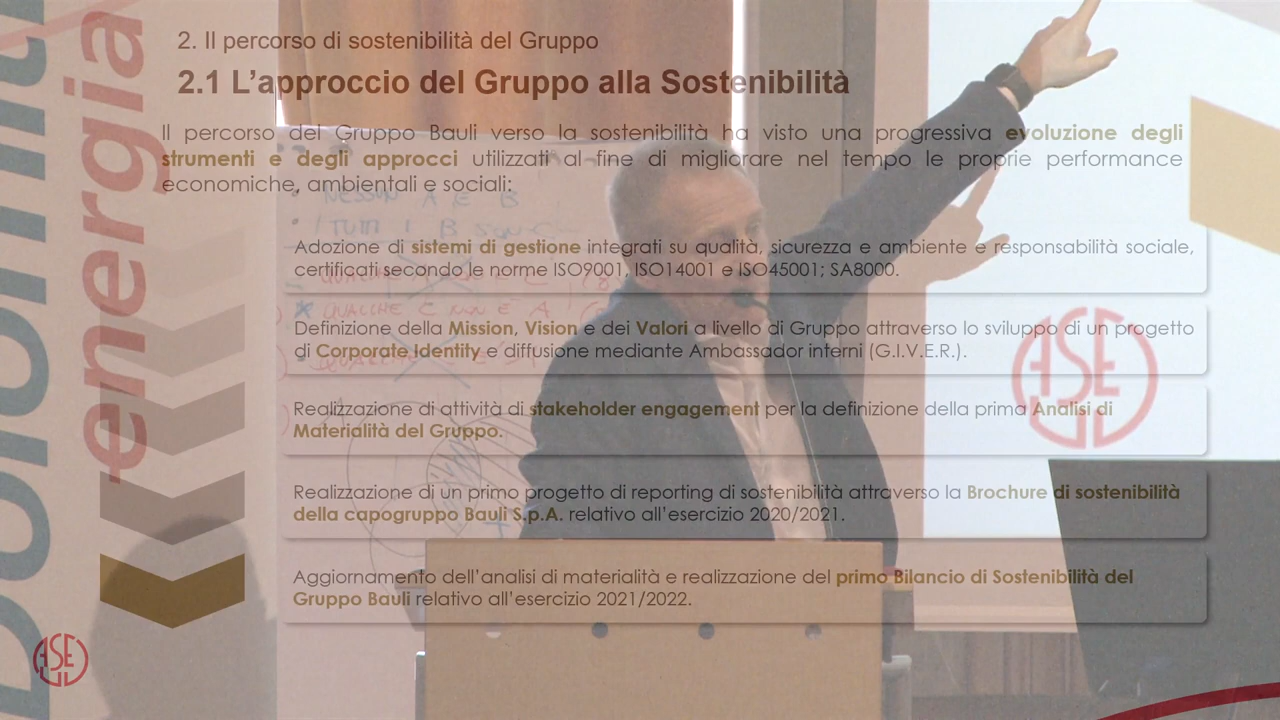 2. Il percorso di sostenibilità del Gruppo
2.1 L’approccio del Gruppo alla Sostenibilità
Il percorso del Gruppo Bauli verso la sostenibilità ha visto una progressiva evoluzione degli
strumenti e degli approcci utilizzati al fine di migliorare nel tempo le proprie performance
economiche, ambientali e sociali:
Adozione di sistemi di gestione integrati su qualità, sicurezza e ambiente e responsabilità sociale,
certificati secondo le norme ISO9001, ISO14001 e ISO45001; SA8000.
Definizione della Mission, Vision e dei Valori a livello di Gruppo attraverso lo sviluppo di un progetto
di Corporate Identity e diffusione mediante Ambassador interni (G.I.V.E.R.).
Realizzazione di attività di stakeholder engagement per la definizione della prima Analisi di
Materialità del Gruppo.
Realizzazione di un primo progetto di reporting di sostenibilità attraverso la Brochure di sostenibilità
della capogruppo Bauli S.p.A. relativo all’esercizio 2020/2021.
Aggiornamento dell’analisi di materialità e realizzazione del primo Bilancio di Sostenibilità del
Gruppo Bauli relativo all’esercizio 2021/2022.
energia
NESSUN A E B
TUTTI I B
QUALCHE C NON E A
ASE
ASE